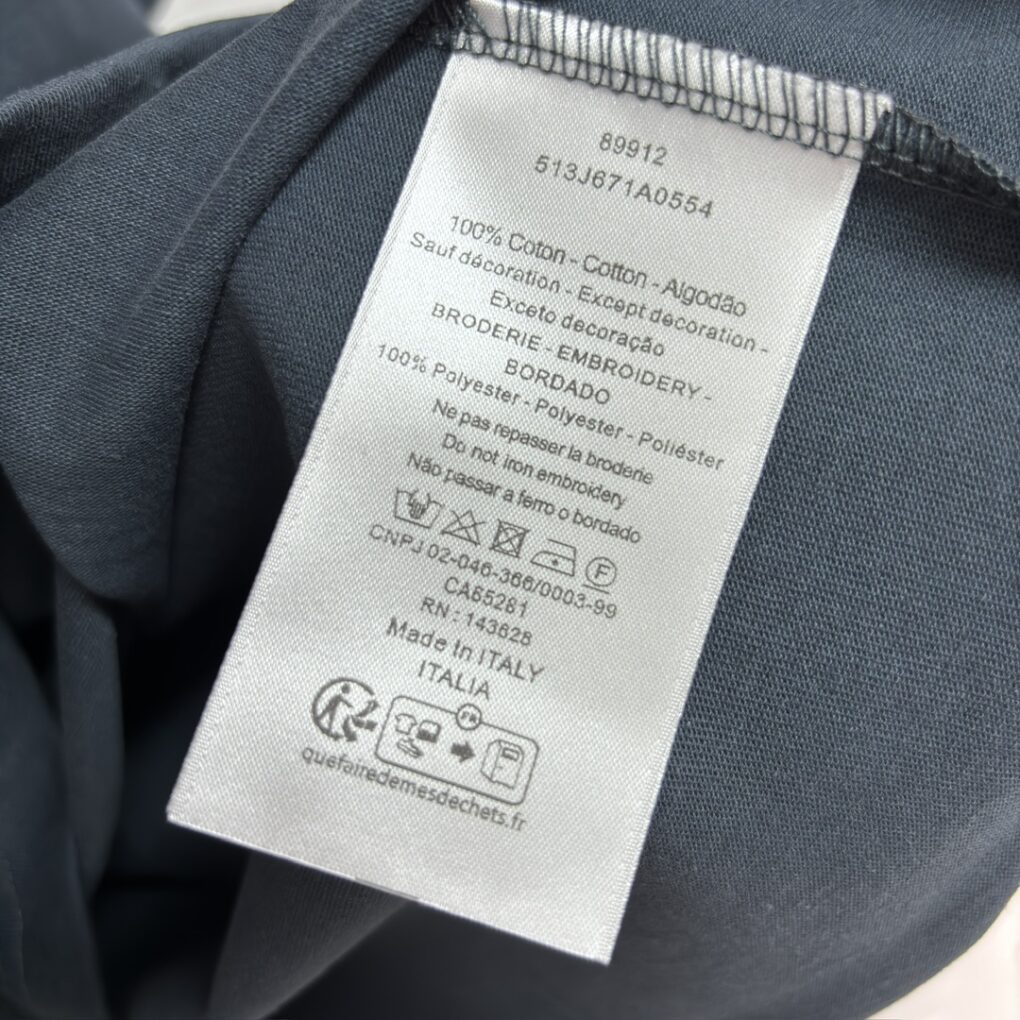 89912
513J671A0554
100% Coton - Cotton - Algodão
Sauf décoration - Except decoration -
Exceto decoração
BRODERIE - EMBROIDERY -
BORDADO
100% Polyester - Polyester - Poliéster
Ne pas repasser la broderie
Do not iron embroidery
Não passar a ferro o bordado
F
CNPJ 02-046-366/0003-99
CA65281
RN : 143628
Made In ITALY
ITALIA
FR
quefairedemesdechets.fr